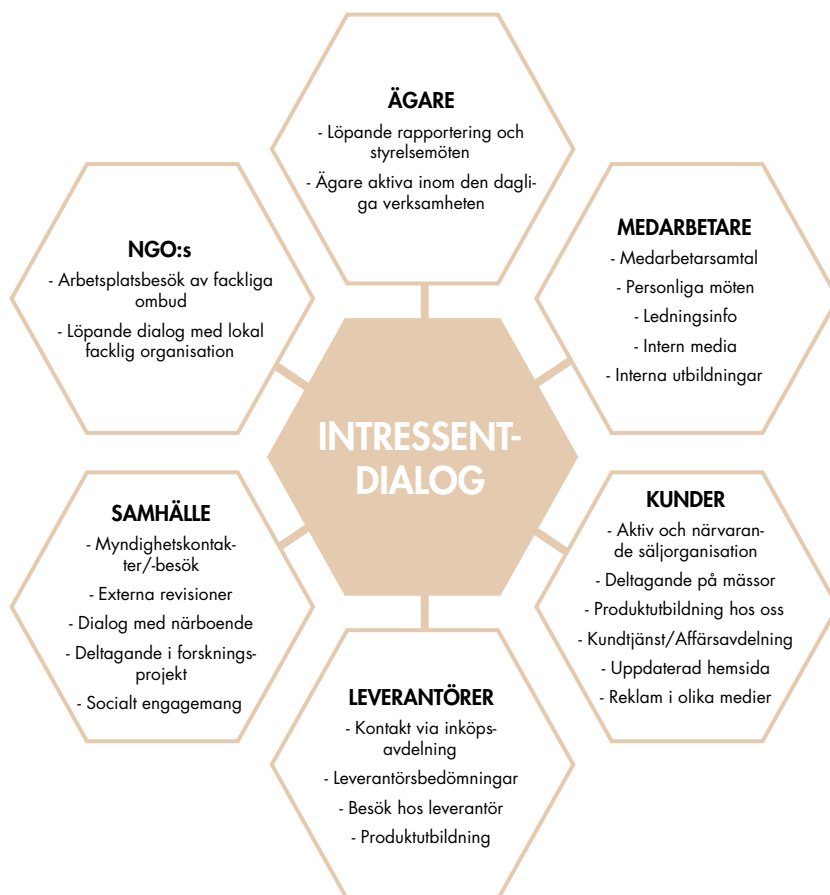 ÄGARE
- Löpande rapportering och
styrelsemöten
- Ägare aktiva inom den dagli-
ga verksamheten
MEDARBETARE
- Medarbetarsamtal
- Personliga möten
- Ledningsinfo
- Intern media
- Interna utbildningar
NGO:s
- Arbetsplatsbesök av fackliga
ombud
- Löpande dialog med lokal
facklig organisation
INTRESSENT-
DIALOG
SAMHÄLLE
- Myndighetskontak-
ter/-besök
- Externa revisioner
- Dialog med närboende
- Deltagande i forsknings-
projekt
- Socialt engagemang
KUNDER
- Aktiv och närvaran-
de säljorganisation
- Deltagande på mässor
- Produktutbildning hos oss
- Kundtjänst/Affärsavdelning
- Uppdaterad hemsida
- Reklam i olika medier
LEVERANTÖRER
- Kontakt via inköps-
avdelning
- Leverantörsbedömningar
- Besök hos leverantör
- Produktutbildning